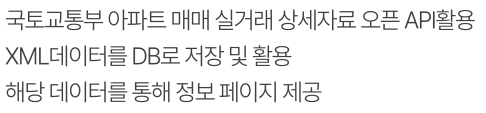 국토교통부 아파트 매매 실거래 상세자료 오픈 API활용
XML데이터를 DB로 저장 및 활용
해당 데이터를 통해 정보 페이지 제공